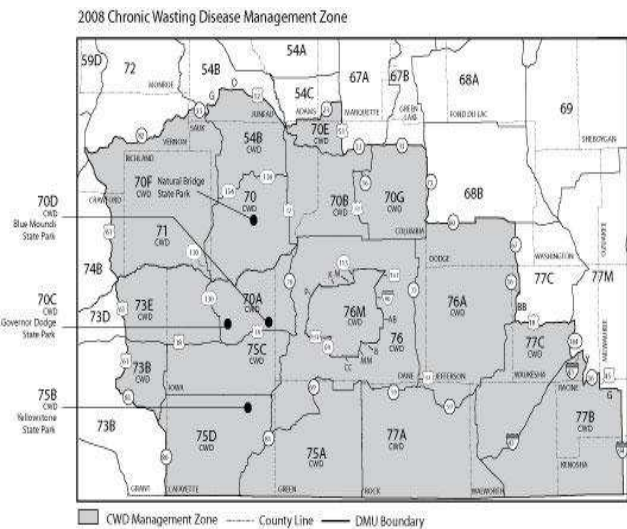 2008 Chronic Wasting Disease Management Zone
59D
72
54B
54A
67A
67B
68A
69
MONROE
54C
JUNEAU
ADAMS
MARQUETTE
GREEN LAKE
FOND DU LAC
SHEBOYGAN
SAUK
VERNON
54B
CWD
70E
CWD
RICHLAND
70F
CWD
Natural Bridge
State Park
70
CWD
70B
CWD
70G
CWD
68B
CRAWFORD
70D
CWD
Blue Mounds
State Park
71
CWD
COLUMBIA
DODGE
WASHINGTON
74B
77C
77M
70C
CWD
Governor Dodge
State Park
73D
73E
CWD
70A
CWD
76M
CWD
76
CWD
76A
CWD
BB
AB
MILWAUKEE
73B
CWD
75C
CWD
77C
CWD
MM
CC
IOWA
DANE
JEFFERSON
WAUKESHA
RACINE
75B
CWD
Yellowstone
State Park
73B
75D
CWD
75A
CWD
77A
CWD
77B
CWD
G
KENOSHA
GRANT
LAFAYETTE
GREEN
ROCK
WALWORTH
CWD Management Zone
County Line
DMU Boundary